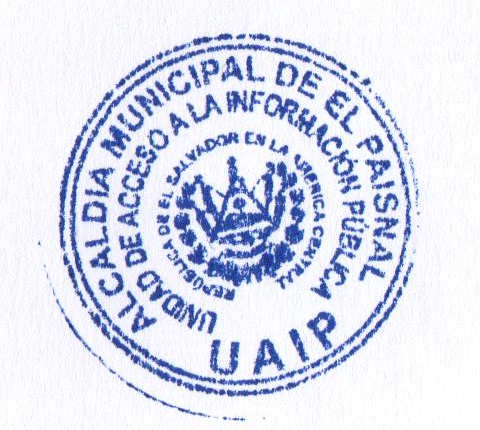 ALCALDIA MUNICIPAL DE EL PAISNAL
UNIDAD DE ACCESO A LA INFORMACIÓN PÚBLICA
REPUBLICA DE EL SALVADOR EN LA AMERICA CENTRAL
UAIP